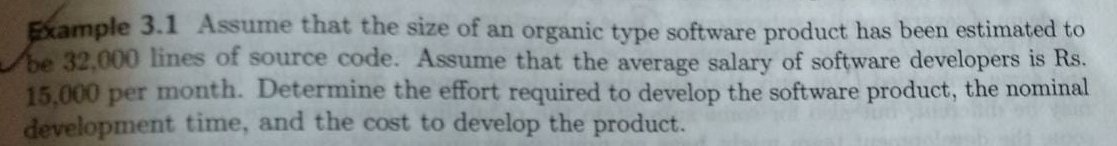 Example 3.1 Assume that the size of an organic type software product has been estimated to
be 32,000 lines of source code. Assume that the average salary of software developers is Rs.
15,000 per month. Determine the effort required to develop the software product, the nominal
development time, and the cost to develop the product.